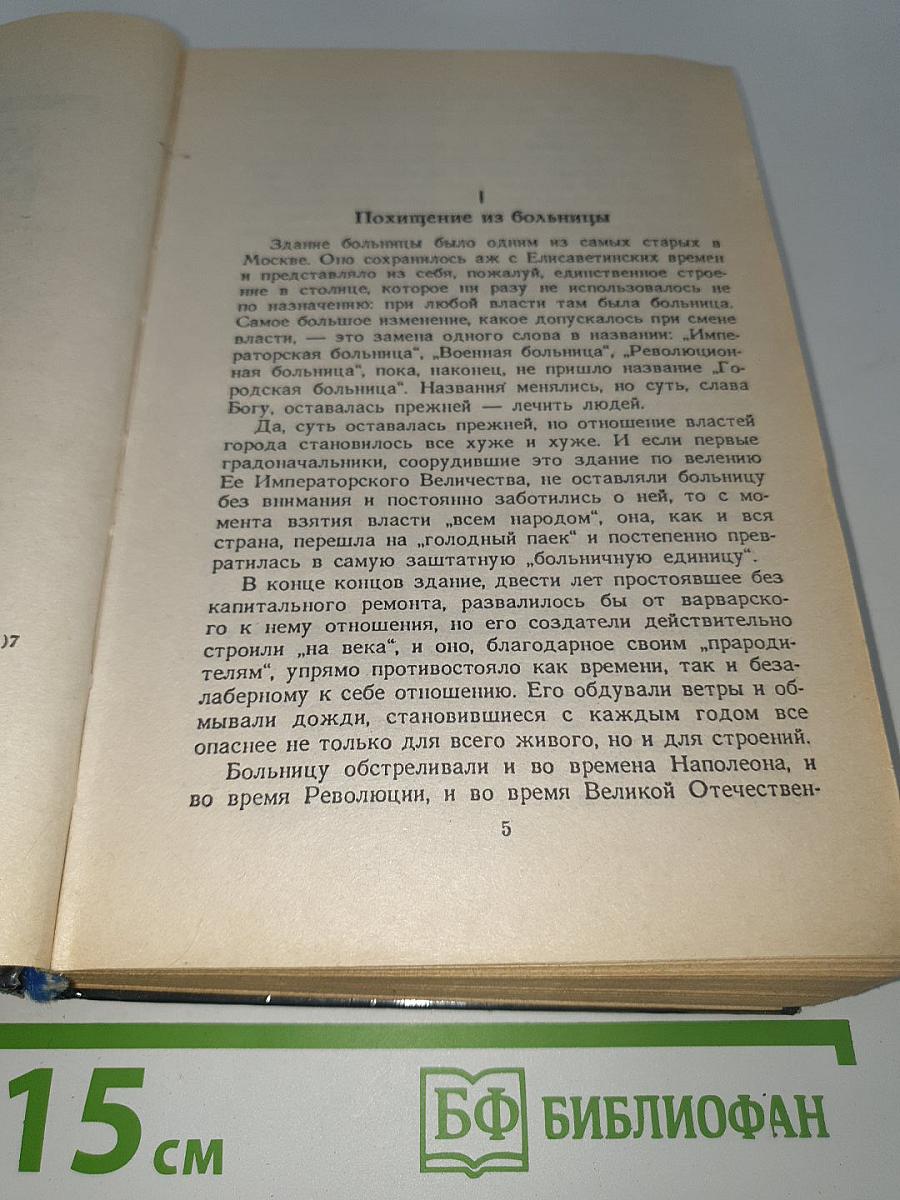 I
Похищение из больницы
Здание больницы было одним из самых старых в
Москве. Оно сохранилось аж с Елисаветинских времен
и представляло из себя, пожалуй, единственное строе-
ние в столице, которое ни разу не использовалось не
по назначению: при любой власти там была больница.
Самое большое изменение, какое допускалось при смене
власти, — это замена одного слова в названии: „Импе-
раторская больница“, „Военная больница“, „Революцион-
ная больница“, пока, наконец, не пришло название „Го-
родская больница“. Названия менялись, но суть, слава
Богу, оставалась прежней — лечить людей.
Да, суть оставалась прежней, но отношение властей
города становилось все хуже и хуже. И если первые
градоначальники, соорудившие это здание по велению
Ее Императорского Величества, не оставляли больницу
без внимания и постоянно заботились о ней, то с мо-
мента взятия власти „всем народом“, она, как и вся
страна, перешла на „голодный паек“ и постепенно прев-
ратилась в самую заштатную „больничную единицу“.
В конце концов здание, двести лет простоявшее без
капитального ремонта, развалилось бы от варварско-
го к нему отношения, но его создатели действительно
строили „на века“, и оно, благодарное своим „прароди-
телям“, упрямо противостояло как времени, так и беза-
лаберному к себе отношению. Его обдували ветры и об-
мывали дожди, становившиеся с каждым годом все
опаснее не только для всего живого, но и для строений.
Больницу обстреливали и во времена Наполеона, и
во время Революции, и во время Великой Отечествен-
5
)7
15 см
БФ БИБЛИОФАН